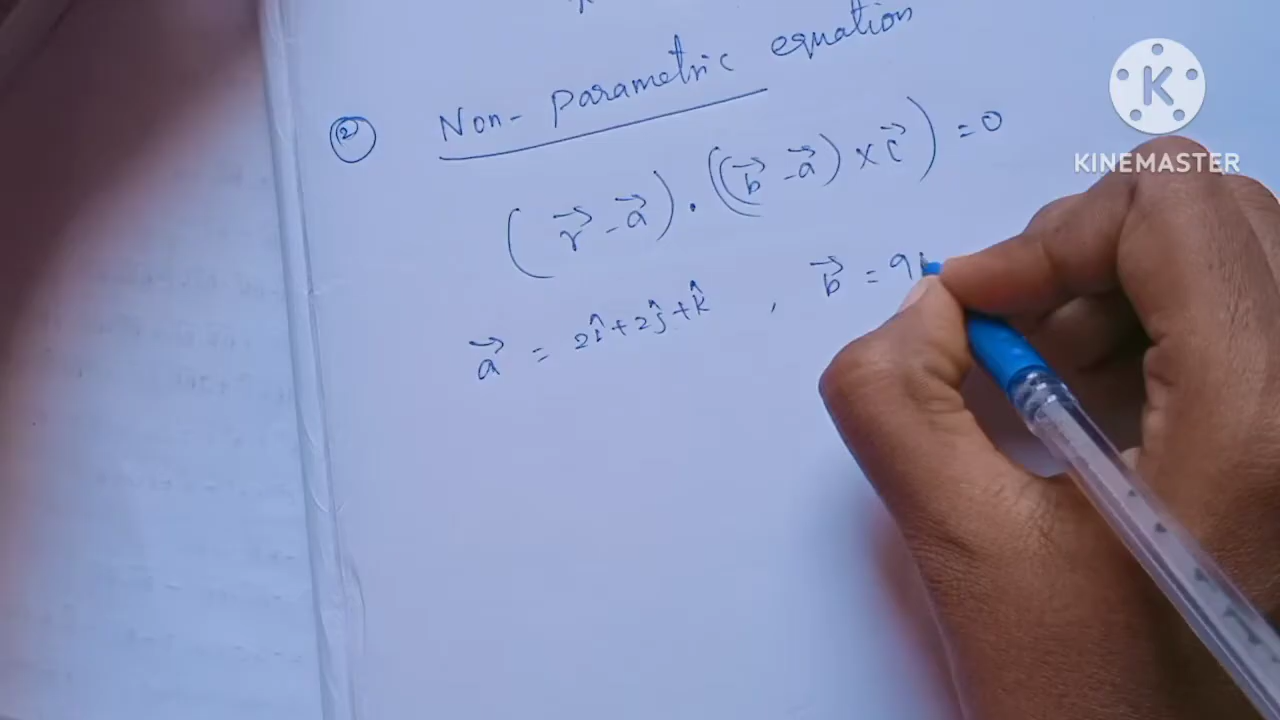 ② Non-parametric equation
(r⃗ - a⃗) . ((b⃗ - a⃗) × c⃗) = 0
a⃗ = 2î + 2ĵ + k̂ , b⃗ = 9
KINEMASTER